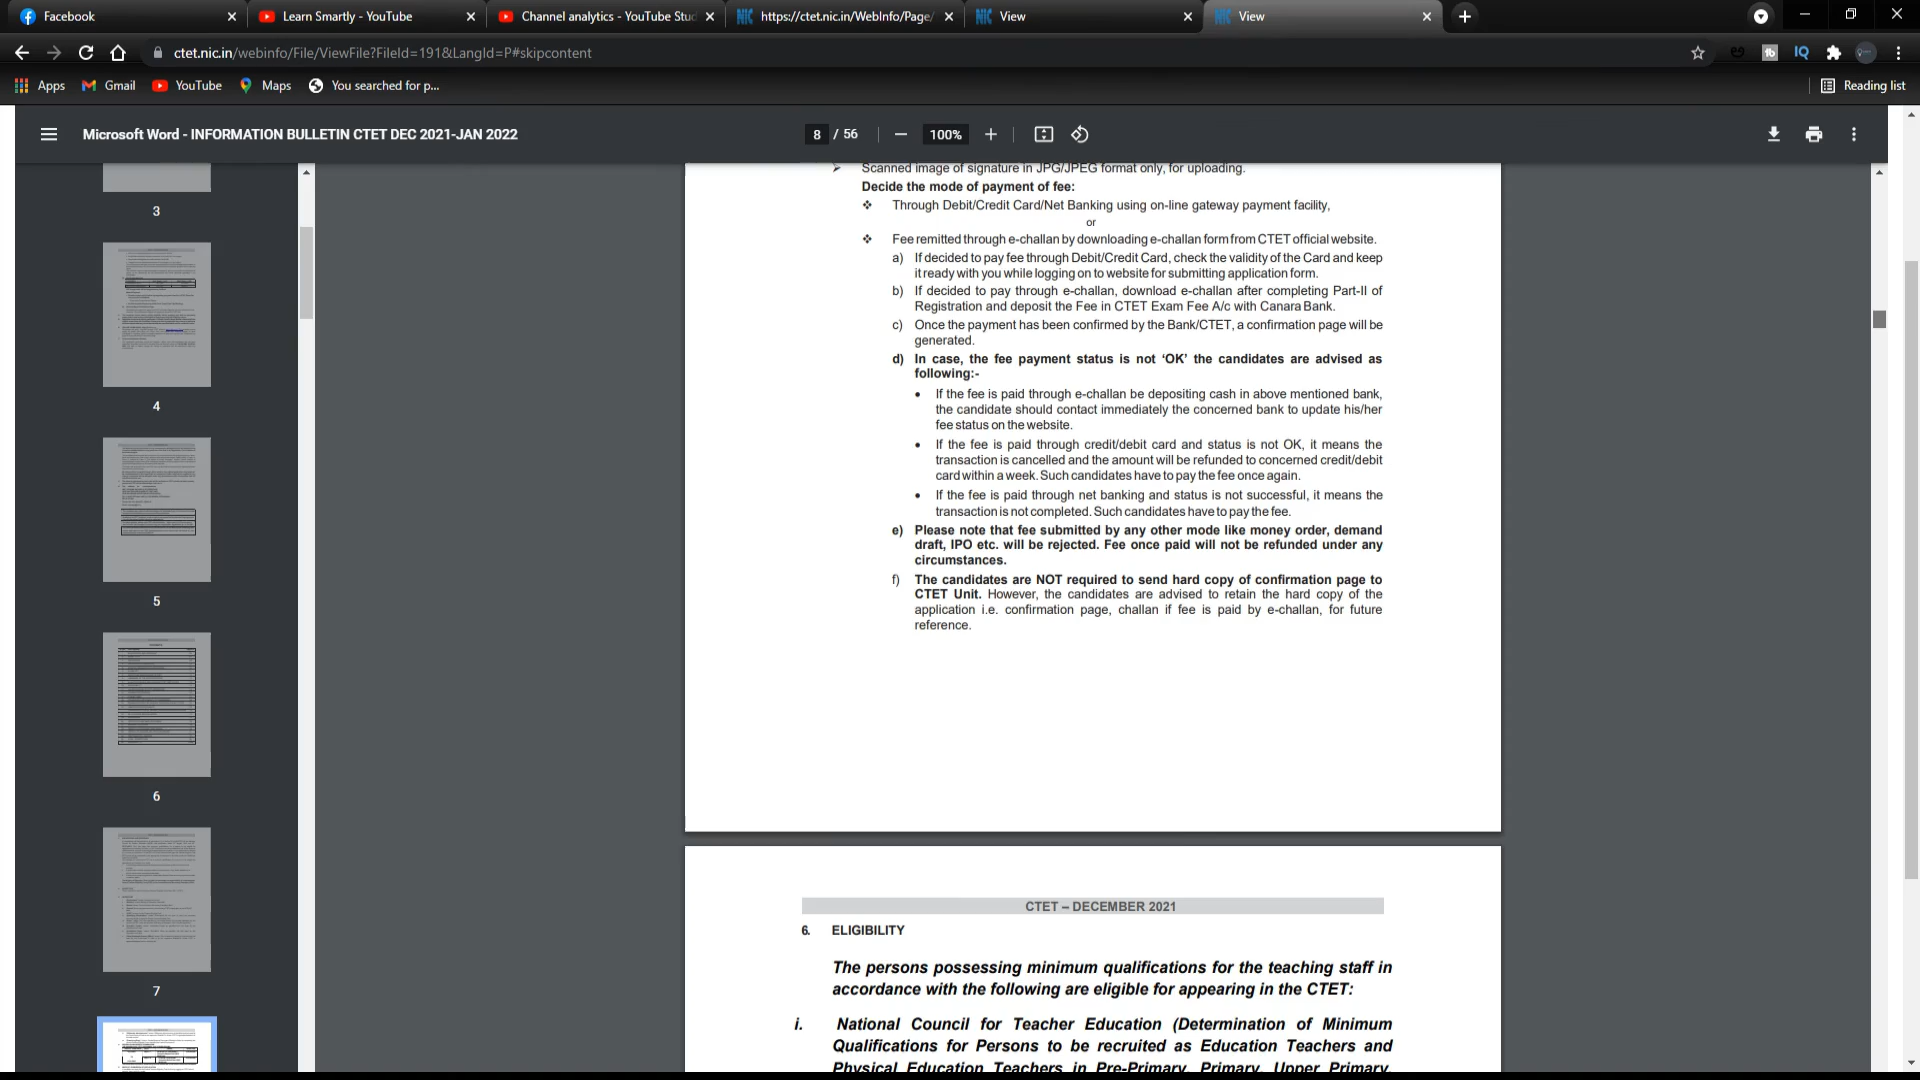 Facebook
Learn Smartly - YouTube
Channel analytics - YouTube Stud
NIC https://ctet.nic.in/WebInfo/Page/
NIC View
NIC View
ctet.nic.in/webinfo/File/ViewFile?FileId=191&LangId=P#skipcontent
tb
IQ
Apps
Gmail
YouTube
Maps
You searched for p...
Reading list
Microsoft Word - INFORMATION BULLETIN CTET DEC 2021-JAN 2022
8 / 56
100%
3
4
5
6
7
➢ Scanned image of signature in JPG/JPEG format only, for uploading.
Decide the mode of payment of fee:
❖ Through Debit/Credit Card/Net Banking using on-line gateway payment facility,
or
❖ Fee remitted through e-challan by downloading e-challan form from CTET official website.
a) If decided to pay fee through Debit/Credit Card, check the validity of the Card and keep
it ready with you while logging on to website for submitting application form.
b) If decided to pay through e-challan, download e-challan after completing Part-II of
Registration and deposit the Fee in CTET Exam Fee A/c with Canara Bank.
c) Once the payment has been confirmed by the Bank/CTET, a confirmation page will be
generated.
d) In case, the fee payment status is not ‘OK’ the candidates are advised as
following:-
• If the fee is paid through e-challan be depositing cash in above mentioned bank,
the candidate should contact immediately the concerned bank to update his/her
fee status on the website.
• If the fee is paid through credit/debit card and status is not OK, it means the
transaction is cancelled and the amount will be refunded to concerned credit/debit
card within a week. Such candidates have to pay the fee once again.
• If the fee is paid through net banking and status is not successful, it means the
transaction is not completed. Such candidates have to pay the fee.
e) Please note that fee submitted by any other mode like money order, demand
draft, IPO etc. will be rejected. Fee once paid will not be refunded under any
circumstances.
f) The candidates are NOT required to send hard copy of confirmation page to
CTET Unit. However, the candidates are advised to retain the hard copy of the
application i.e. confirmation page, challan if fee is paid by e-challan, for future
reference.
CTET – DECEMBER 2021
6. ELIGIBILITY
The persons possessing minimum qualifications for the teaching staff in
accordance with the following are eligible for appearing in the CTET:
i. National Council for Teacher Education (Determination of Minimum
Qualifications for Persons to be recruited as Education Teachers and
Physical Education Teachers in Pre-Primary, Primary, Upper Primary,